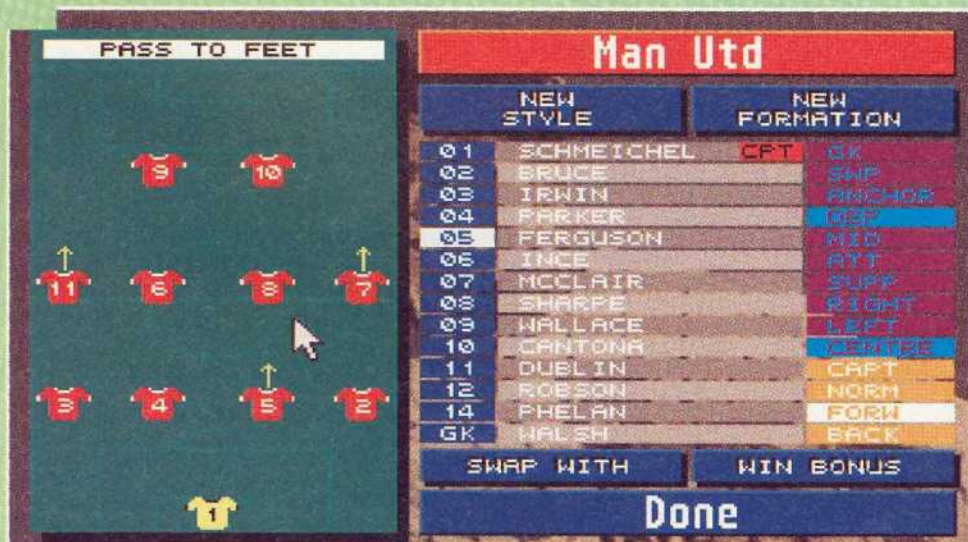 PASS TO FEET
9 10
11 6 8 7
3 4 5 2
1
Man Utd
NEW STYLE
NEW FORMATION
01 SCHMEICHEL CPT GK
02 BRUCE SWP
03 IRWIN ANCHOR
04 PARKER DEF
05 FERGUSON MID
06 INCE ATT
07 MCCLAIR SUPP
08 SHARPE RIGHT
09 WALLACE LEFT
10 CANTONA CENTRE
11 DUBLIN CAPT
12 ROBSON NORM
14 PHELAN FORW
GK WALSH BACK
SWAP WITH
WIN BONUS
Done